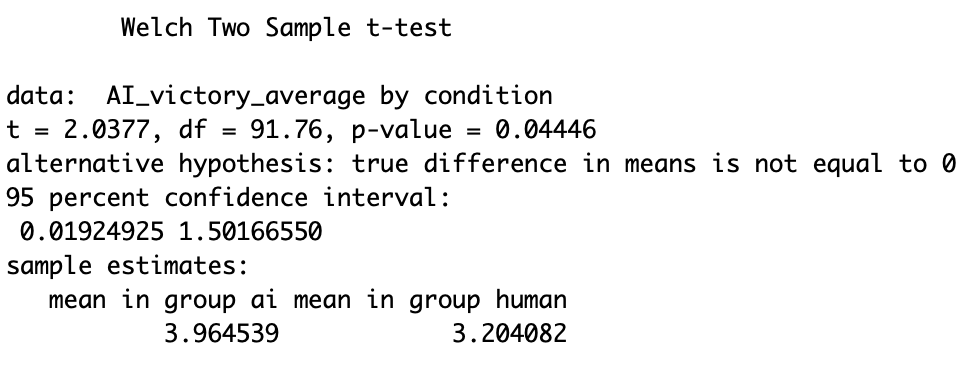 Welch Two Sample t-test
data:  AI_victory_average by condition
t = 2.0377, df = 91.76, p-value = 0.04446
alternative hypothesis: true difference in means is not equal to 0
95 percent confidence interval:
 0.01924925 1.50166550
sample estimates:
   mean in group ai mean in group human
           3.964539            3.204082